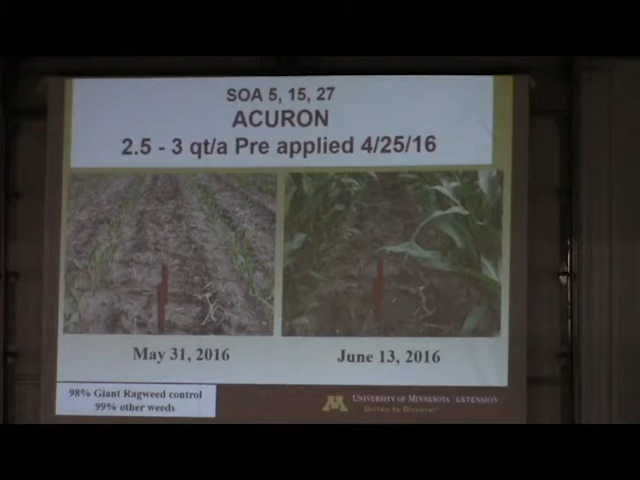 SOA 5, 15, 27
ACURON
2.5 - 3 qt/a Pre applied 4/25/16
May 31, 2016
June 13, 2016
98% Giant Ragweed control
99% other weeds
UNIVERSITY OF MINNESOTA | EXTENSION
Driven to Discover